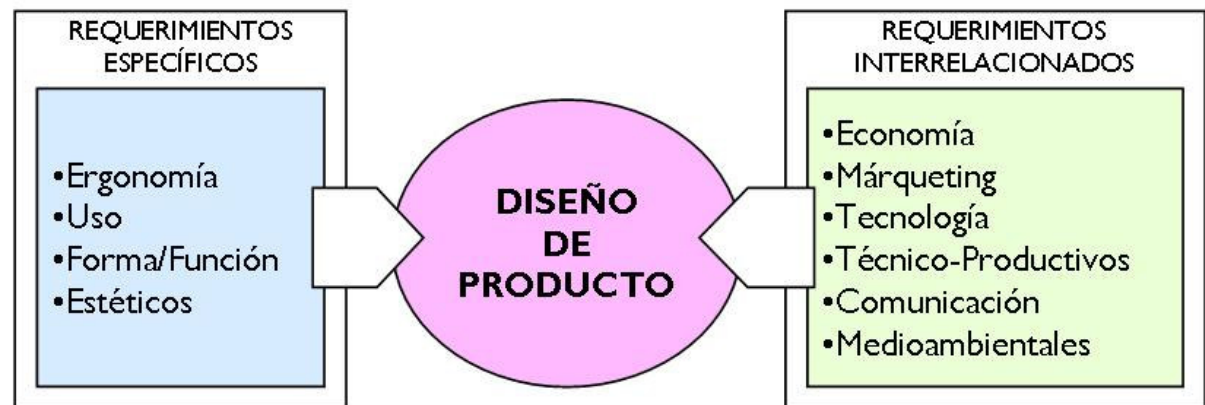 REQUERIMIENTOS
ESPECÍFICOS
•Ergonomía
•Uso
•Forma/Función
•Estéticos
DISEÑO
DE
PRODUCTO
REQUERIMIENTOS
INTERRELACIONADOS
•Economía
•Márqueting
•Tecnología
•Técnico-Productivos
•Comunicación
•Medioambientales